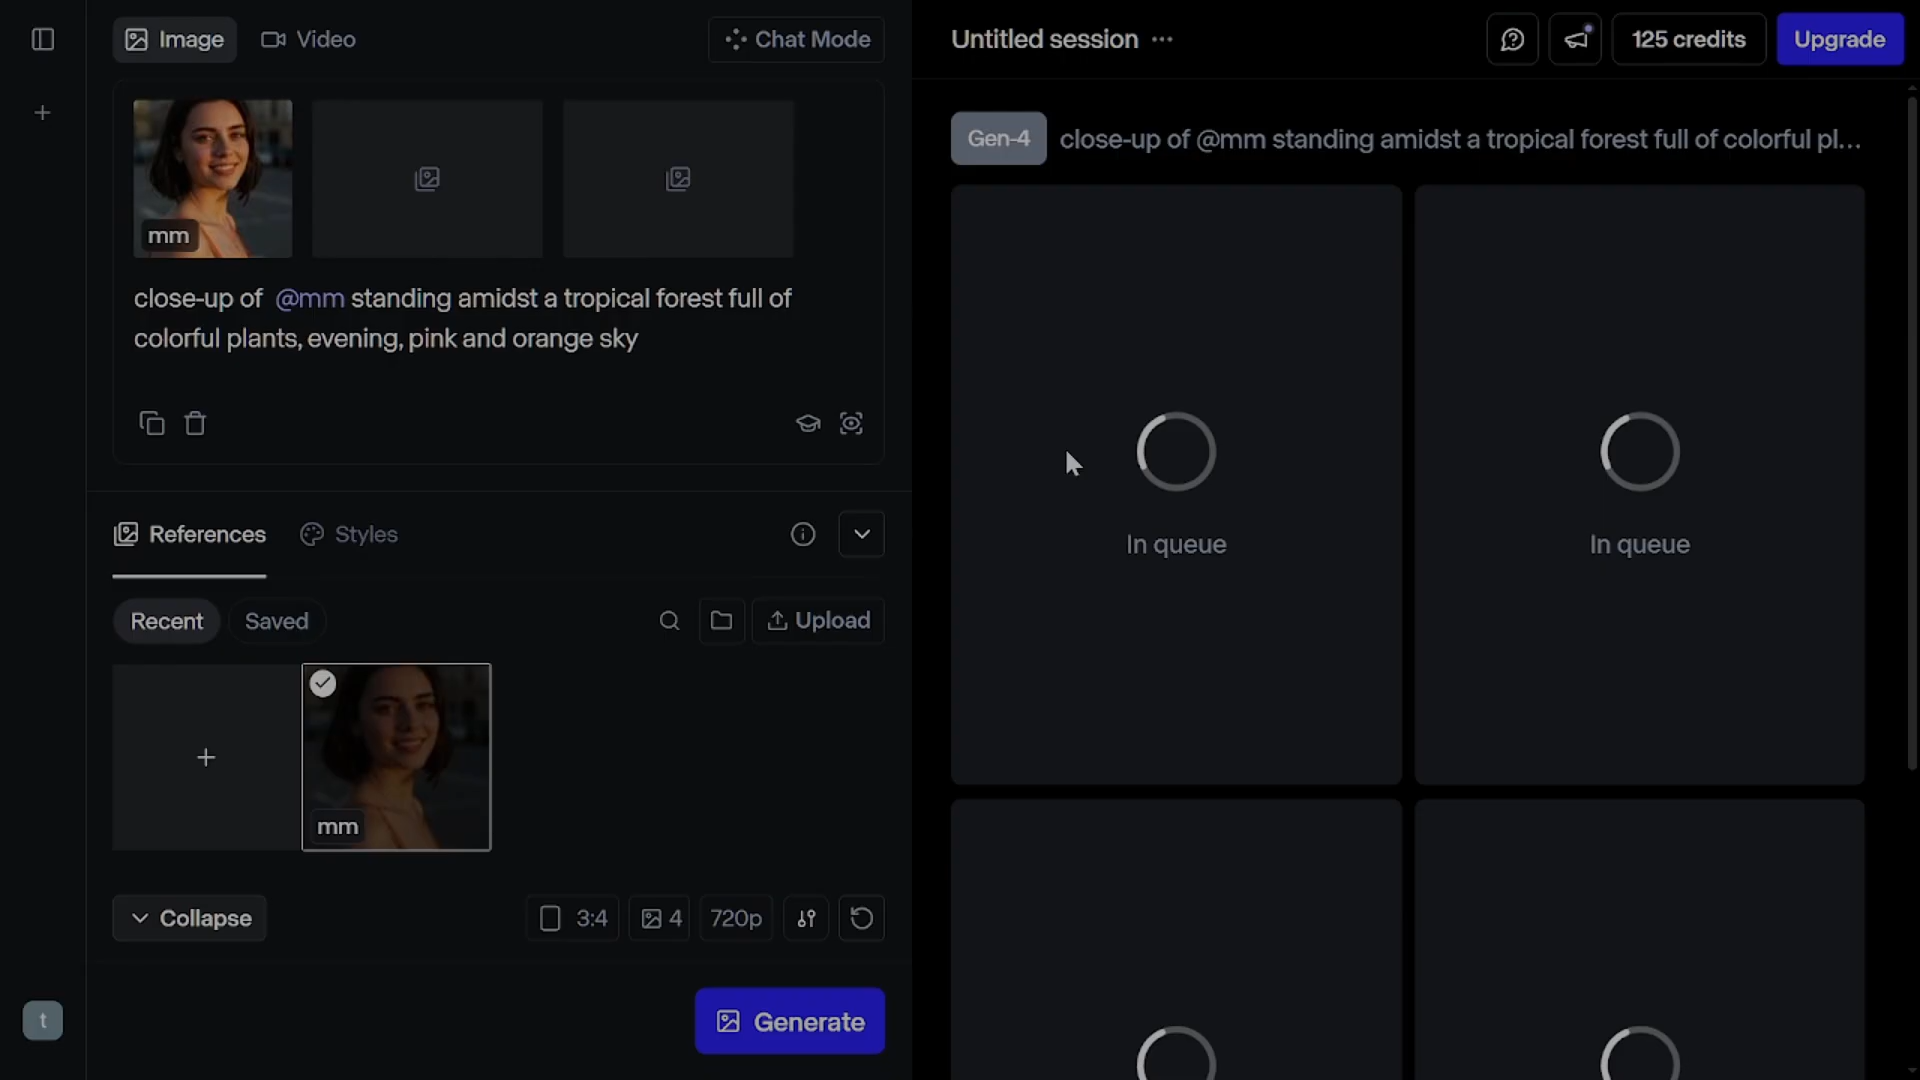 Image
Video
Chat Mode
Untitled session
125 credits
Upgrade
mm
close-up of @mm standing amidst a tropical forest full of
colorful plants, evening, pink and orange sky
References
Styles
Recent
Saved
Upload
mm
Collapse
3:4
4
720p
Generate
t
Gen-4
close-up of @mm standing amidst a tropical forest full of colorful pl...
In queue
In queue